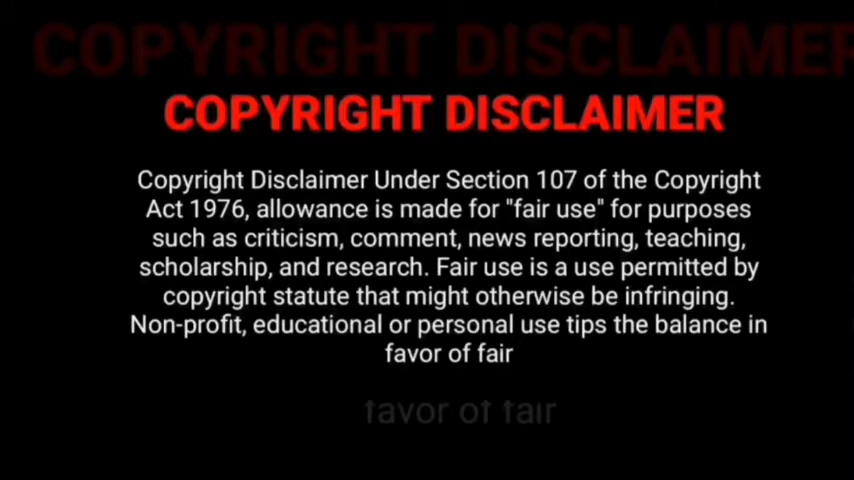 COPYRIGHT DISCLAIMER
COPYRIGHT DISCLAIMER
Copyright Disclaimer Under Section 107 of the Copyright
Act 1976, allowance is made for "fair use" for purposes
such as criticism, comment, news reporting, teaching,
scholarship, and research. Fair use is a use permitted by
copyright statute that might otherwise be infringing.
Non-profit, educational or personal use tips the balance in
favor of fair
favor of fair